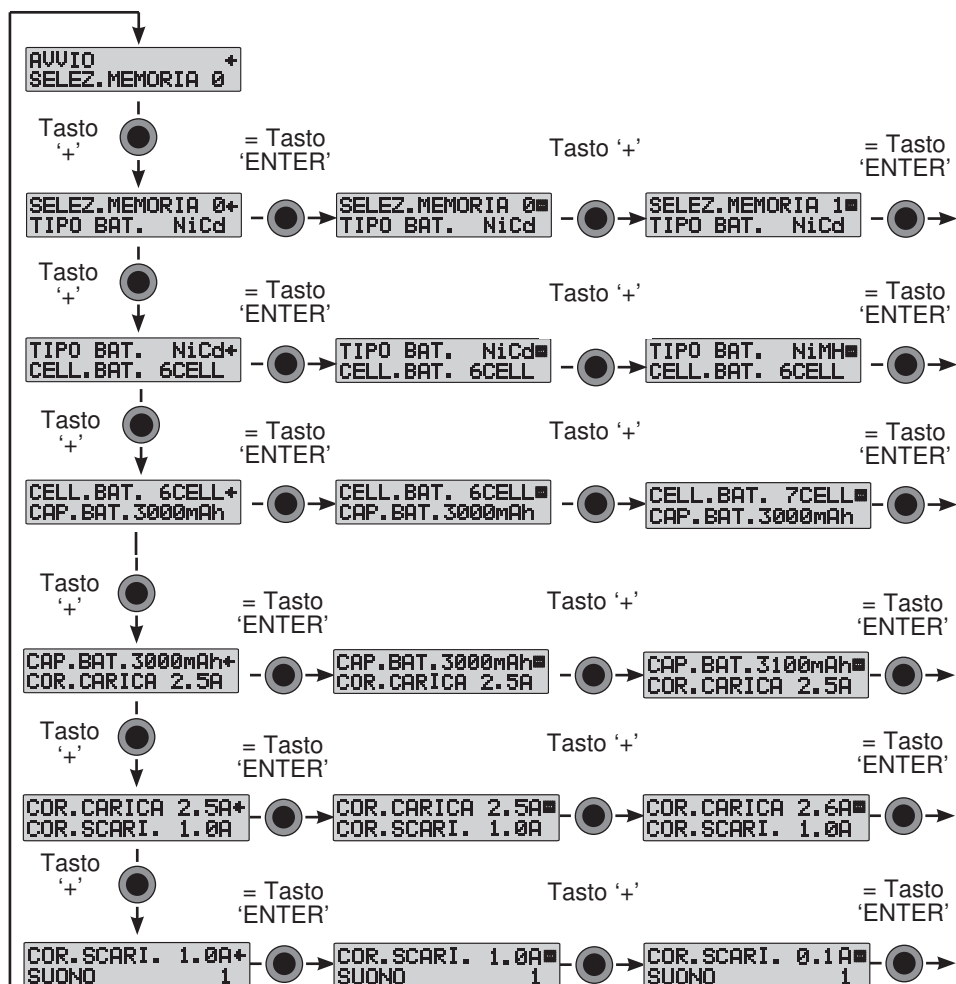 AVVIO ←
SELEZ.MEMORIA 0
Tasto
‘+’
= Tasto
‘ENTER’
Tasto ‘+’
= Tasto
‘ENTER’
SELEZ.MEMORIA 0←
TIPO BAT. NiCd
SELEZ.MEMORIA 0
TIPO BAT. NiCd
SELEZ.MEMORIA 1
TIPO BAT. NiCd
Tasto
‘+’
= Tasto
‘ENTER’
Tasto ‘+’
= Tasto
‘ENTER’
TIPO BAT. NiCd←
CELL.BAT. 6CELL
TIPO BAT. NiCd
CELL.BAT. 6CELL
TIPO BAT. NiMH
CELL.BAT. 6CELL
Tasto
‘+’
= Tasto
‘ENTER’
Tasto ‘+’
= Tasto
‘ENTER’
CELL.BAT. 6CELL←
CAP.BAT.3000mAh
CELL.BAT. 6CELL
CAP.BAT.3000mAh
CELL.BAT. 7CELL
CAP.BAT.3000mAh
Tasto
‘+’
= Tasto
‘ENTER’
Tasto ‘+’
= Tasto
‘ENTER’
CAP.BAT.3000mAh←
COR.CARICA 2.5A
CAP.BAT.3000mAh
COR.CARICA 2.5A
CAP.BAT.3100mAh
COR.CARICA 2.5A
Tasto
‘+’
= Tasto
‘ENTER’
Tasto ‘+’
= Tasto
‘ENTER’
COR.CARICA 2.5A←
COR.SCARI. 1.0A
COR.CARICA 2.5A
COR.SCARI. 1.0A
COR.CARICA 2.6A
COR.SCARI. 1.0A
Tasto
‘+’
= Tasto
‘ENTER’
Tasto ‘+’
= Tasto
‘ENTER’
COR.SCARI. 1.0A←
SUONO 1
COR.SCARI. 1.0A
SUONO 1
COR.SCARI. 0.1A
SUONO 1